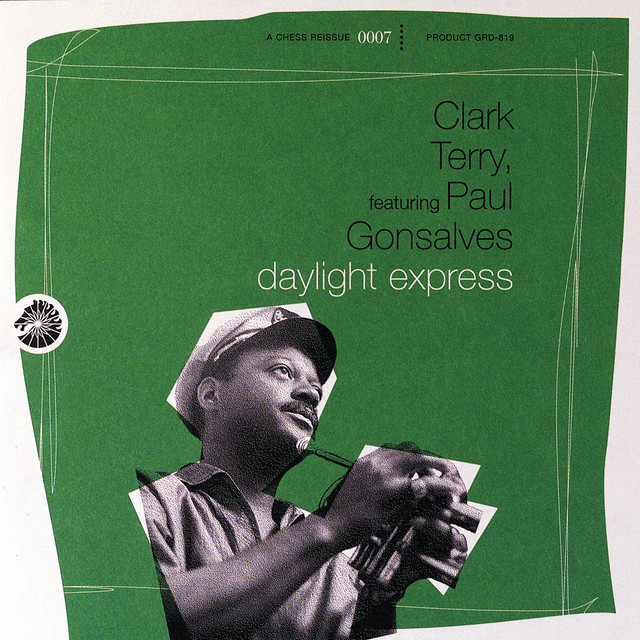 A CHESS REISSUE 0007 PRODUCT GRD-819
Clark
Terry,
featuring Paul
Gonsalves
daylight express